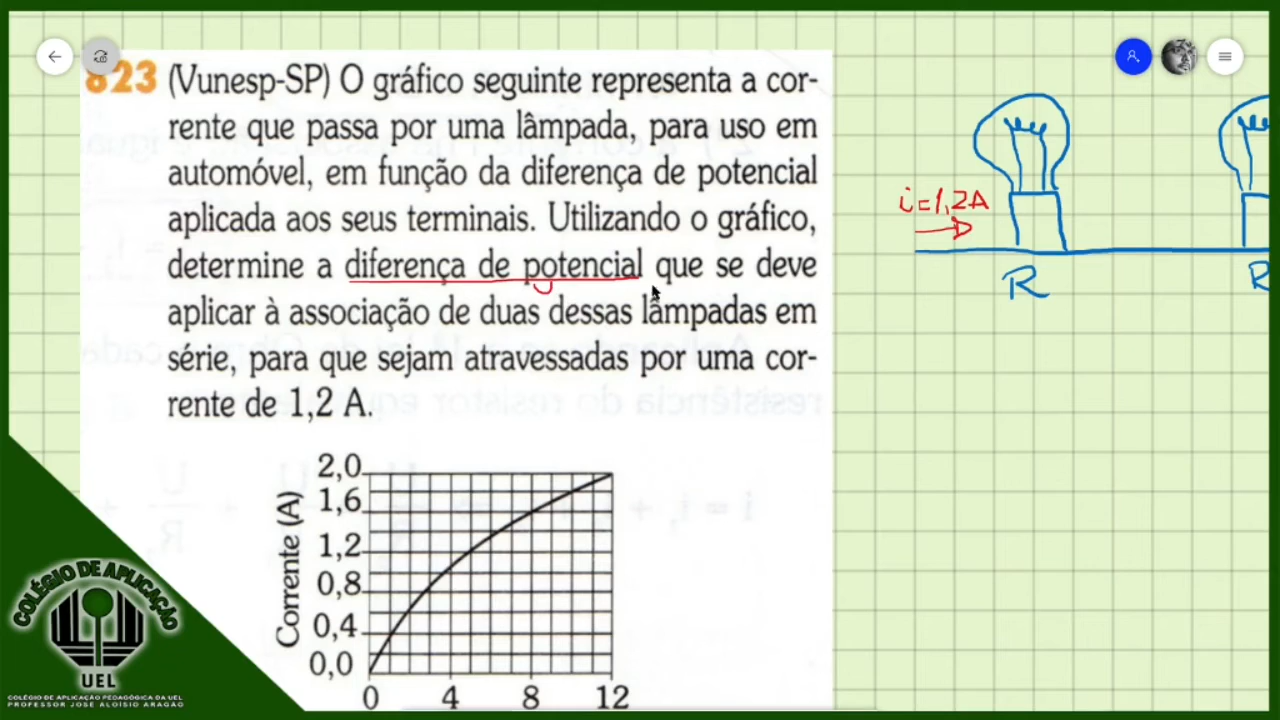 823 (Vunesp-SP) O gráfico seguinte representa a cor-
rente que passa por uma lâmpada, para uso em
automóvel, em função da diferença de potencial
aplicada aos seus terminais. Utilizando o gráfico,
determine a diferença de potencial que se deve
aplicar à associação de duas dessas lâmpadas em
série, para que sejam atravessadas por uma cor-
rente de 1,2 A.
i=1,2A
R
R
Corrente (A)
2,0
1,6
1,2
0,8
0,4
0,0
0 4 8 12
COLÉGIO DE APLICAÇÃO
UEL
COLÉGIO DE APLICAÇÃO PEDAGÓGICA DA UEL
PROFESSOR JOSÉ ALOÍSIO ARAGÃO